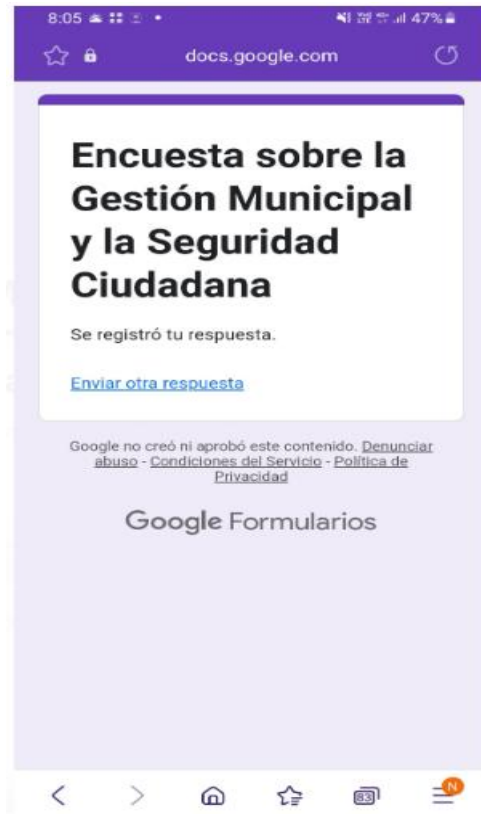 8:05
47%
docs.google.com
Encuesta sobre la
Gestión Municipal
y la Seguridad
Ciudadana
Se registró tu respuesta.
Enviar otra respuesta
Google no creó ni aprobó este contenido. Denunciar
abuso - Condiciones del Servicio - Política de
Privacidad
Google Formularios
83
N